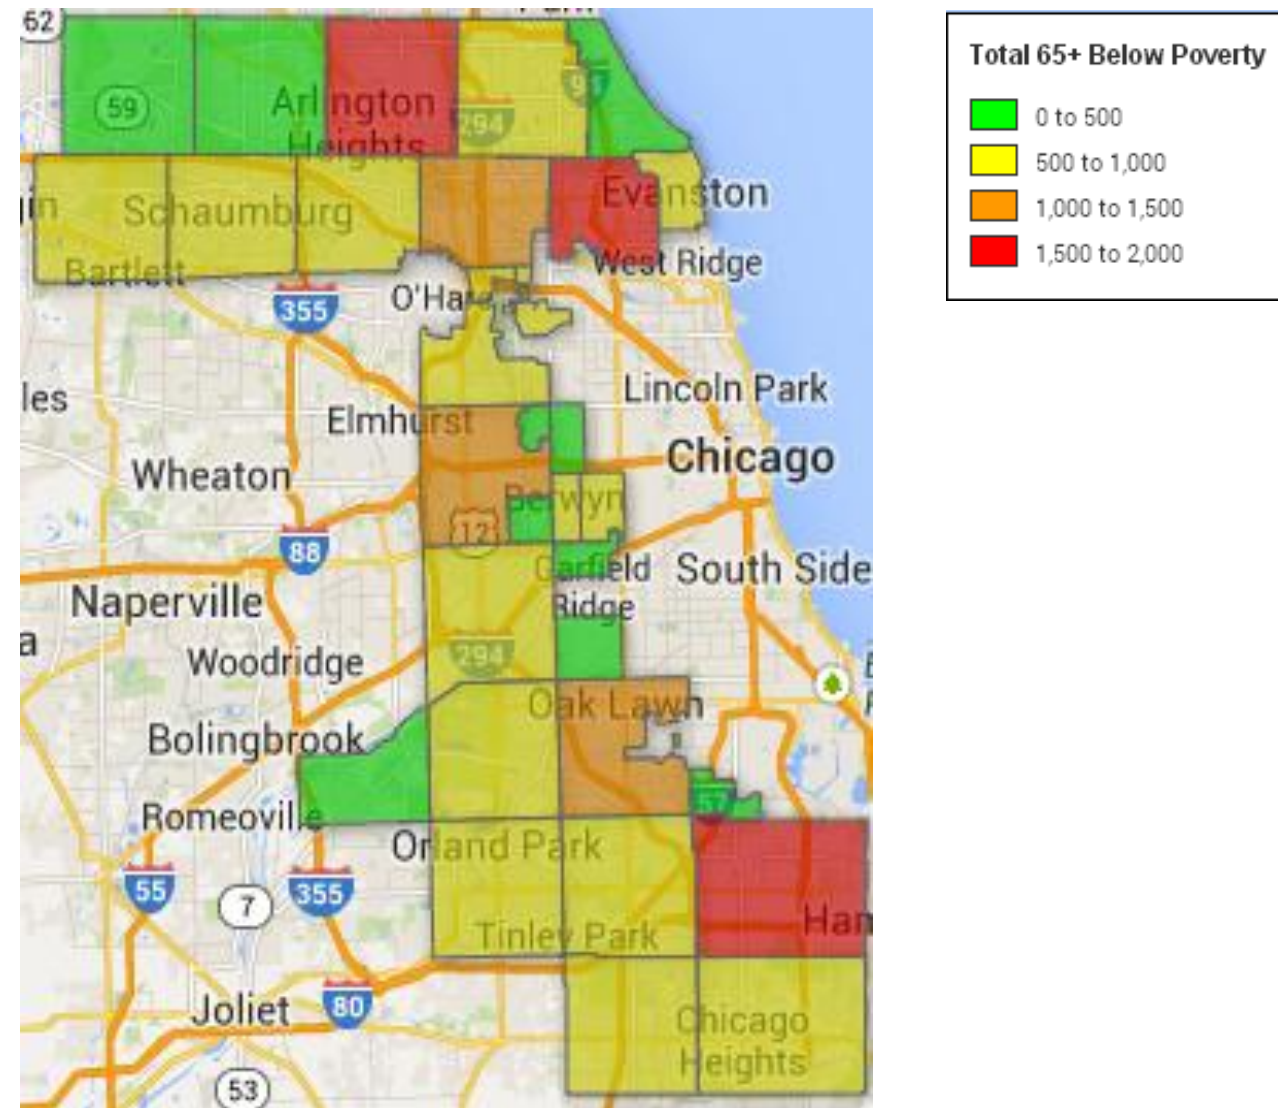 62
59
Arlington
Heights
94
294
Evanston
Schaumburg
Bartlett
West Ridge
O'Hare
355
Lincoln Park
Elmhurst
Chicago
Wheaton
Berwyn
12
88
Garfield
Ridge
South Side
Naperville
294
Woodridge
Oak Lawn
Bolingbrook
57
Romeoville
Orland Park
55
7
355
Ham
Tinley Park
Joliet
80
Chicago
Heights
53
Total 65+ Below Poverty
0 to 500
500 to 1,000
1,000 to 1,500
1,500 to 2,000